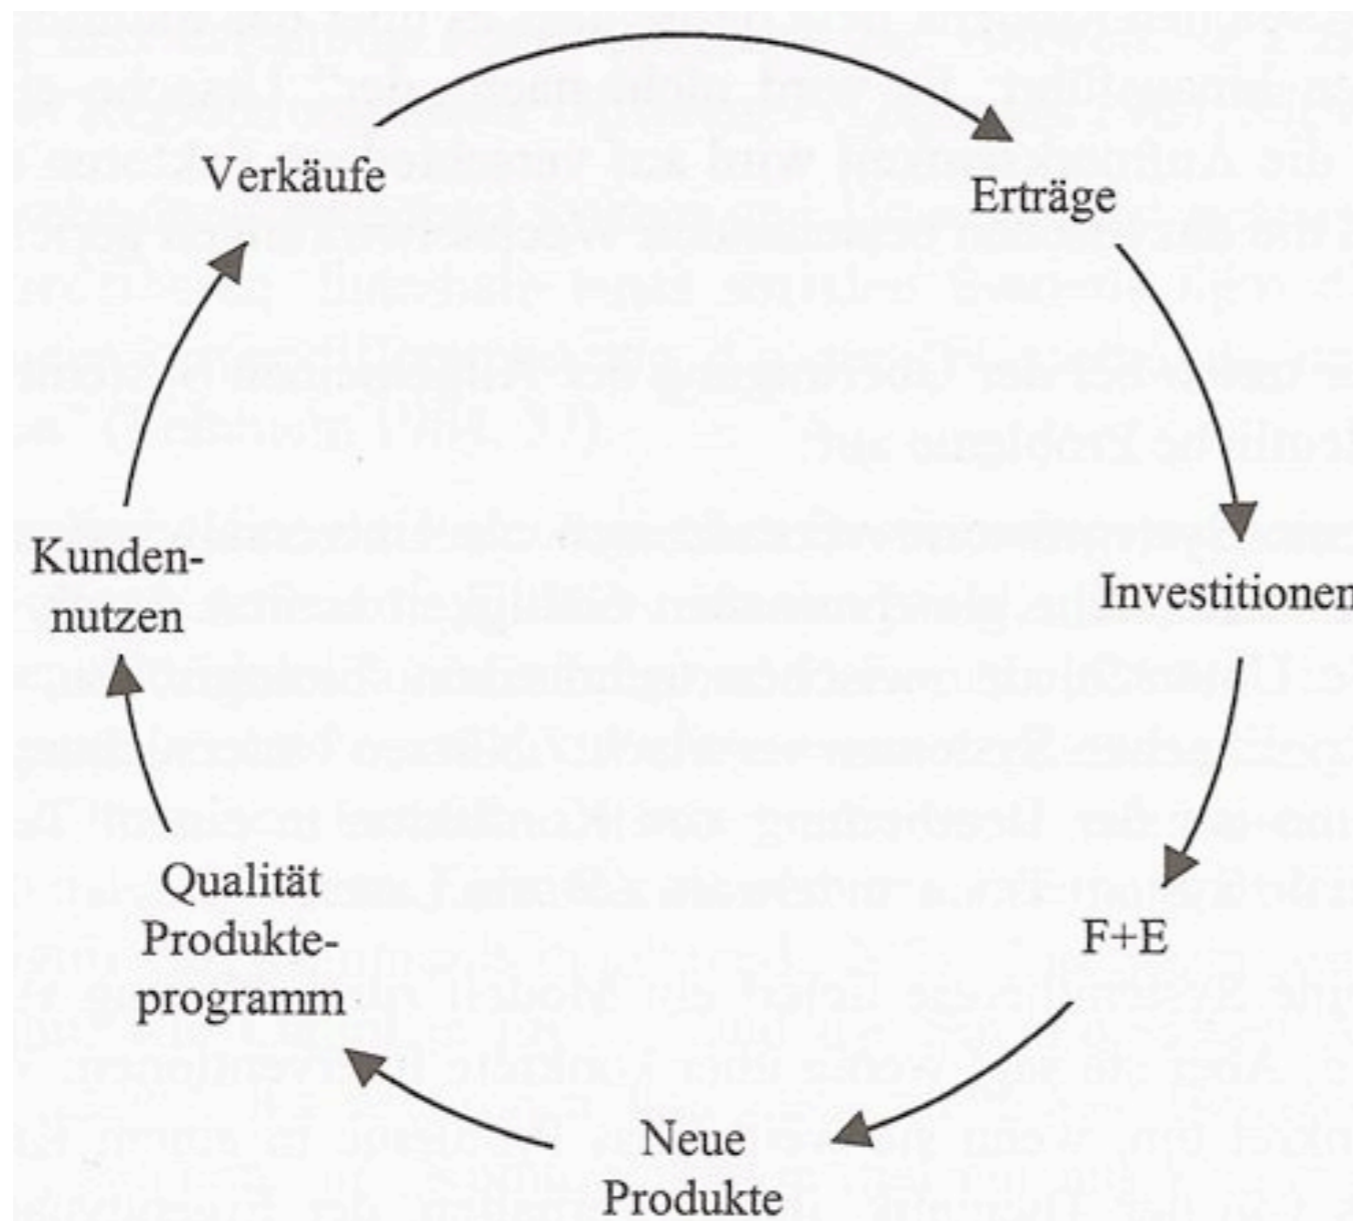 Verkäufe
Erträge
Investitionen
F+E
Neue
Produkte
Qualität
Produkte-
programm
Kunden-
nutzen